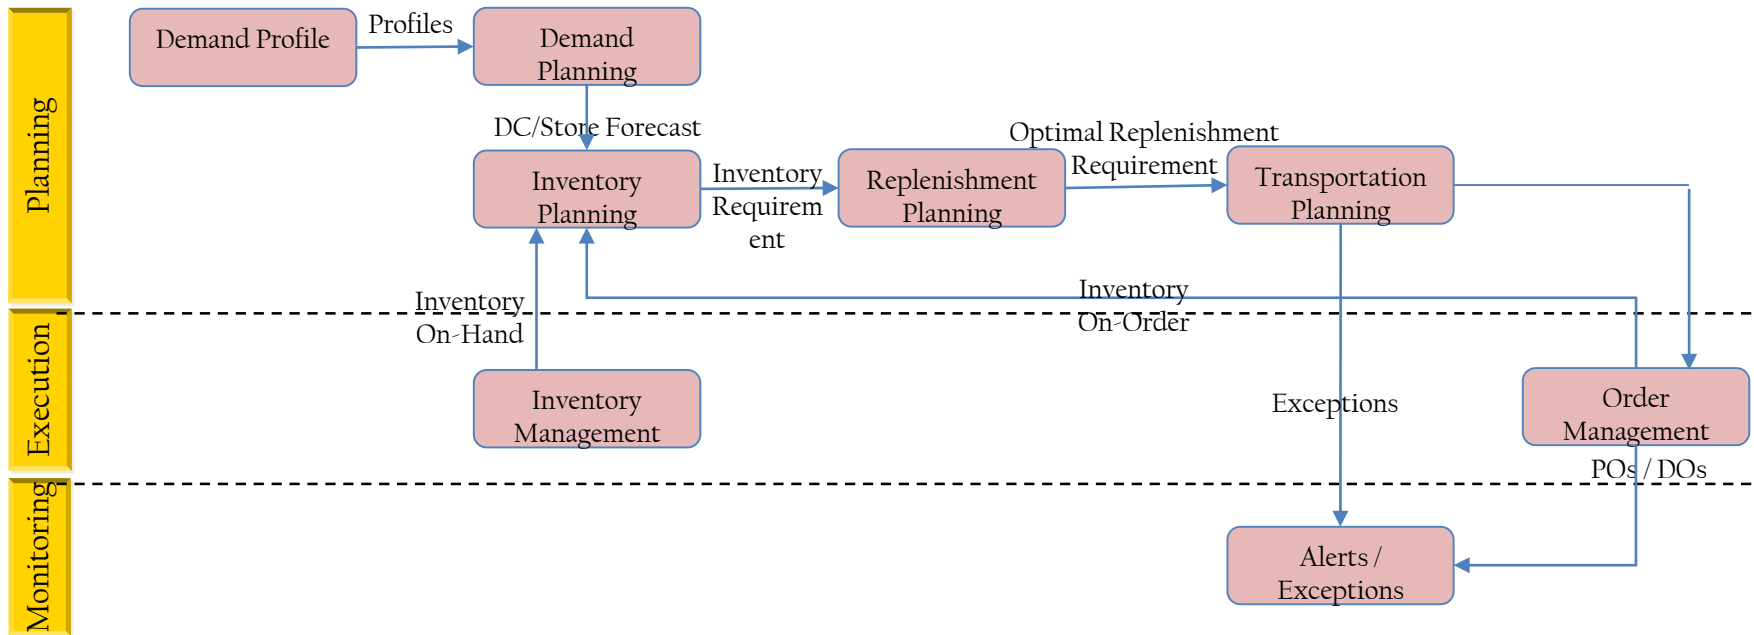 Planning
Demand Profile
Profiles
Demand
Planning
DC/Store Forecast
Inventory
Planning
Inventory
Requirem
ent
Replenishment
Planning
Optimal Replenishment
Requirement
Transportation
Planning
Inventory
On-Hand
Inventory
On-Order
Execution
Inventory
Management
Exceptions
Order
Management
POs / DOs
Monitoring
Alerts /
Exceptions